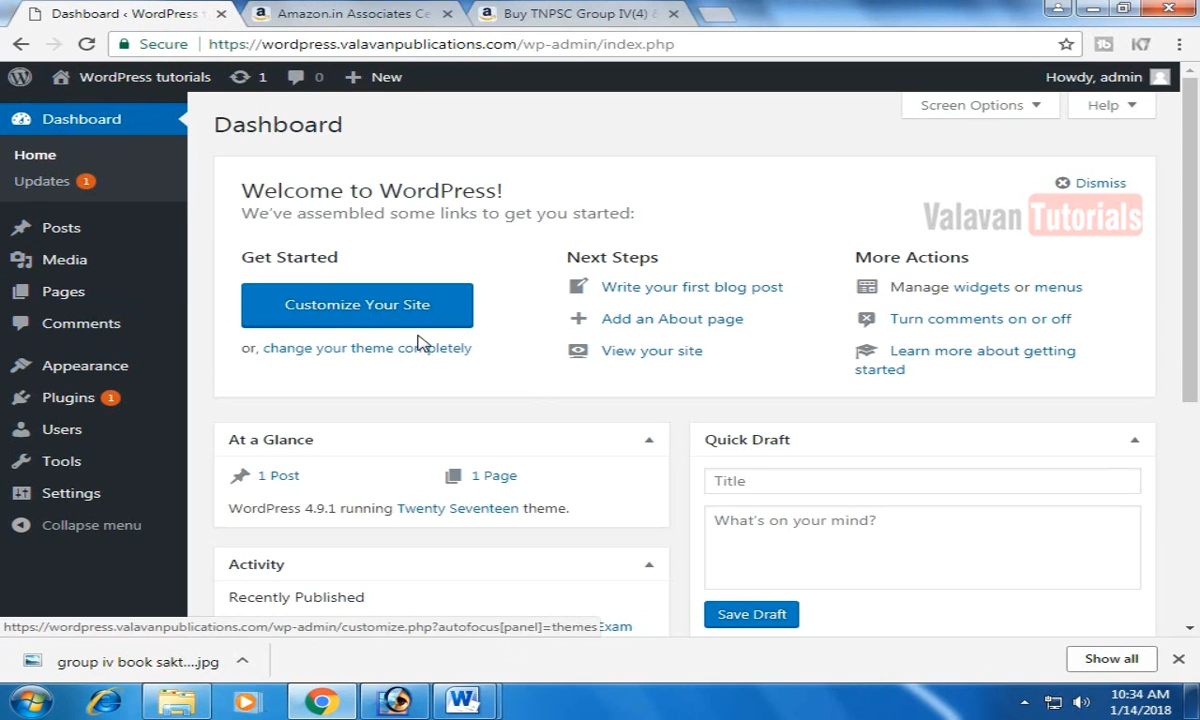 Dashboard ‹ WordPress t
Amazon.in Associates Ce
Buy TNPSC Group IV(4)
Secure
https://wordpress.valavanpublications.com/wp-admin/index.php
WordPress tutorials
1
0
New
Howdy, admin
Dashboard
Home
Updates 1
Posts
Media
Pages
Comments
Appearance
Plugins 1
Users
Tools
Settings
Collapse menu
Screen Options
Help
Dashboard
Welcome to WordPress!
We've assembled some links to get you started:
Dismiss
Valavan Tutorials
Get Started
Customize Your Site
or, change your theme completely
Next Steps
Write your first blog post
Add an About page
View your site
More Actions
Manage widgets or menus
Turn comments on or off
Learn more about getting
started
At a Glance
1 Post
1 Page
WordPress 4.9.1 running Twenty Seventeen theme.
Activity
Recently Published
Exam
Quick Draft
Title
What's on your mind?
Save Draft
https://wordpress.valavanpublications.com/wp-admin/customize.php?autofocus[panel]=themes
group iv book sakt....jpg
Show all
10:34 AM
1/14/2018